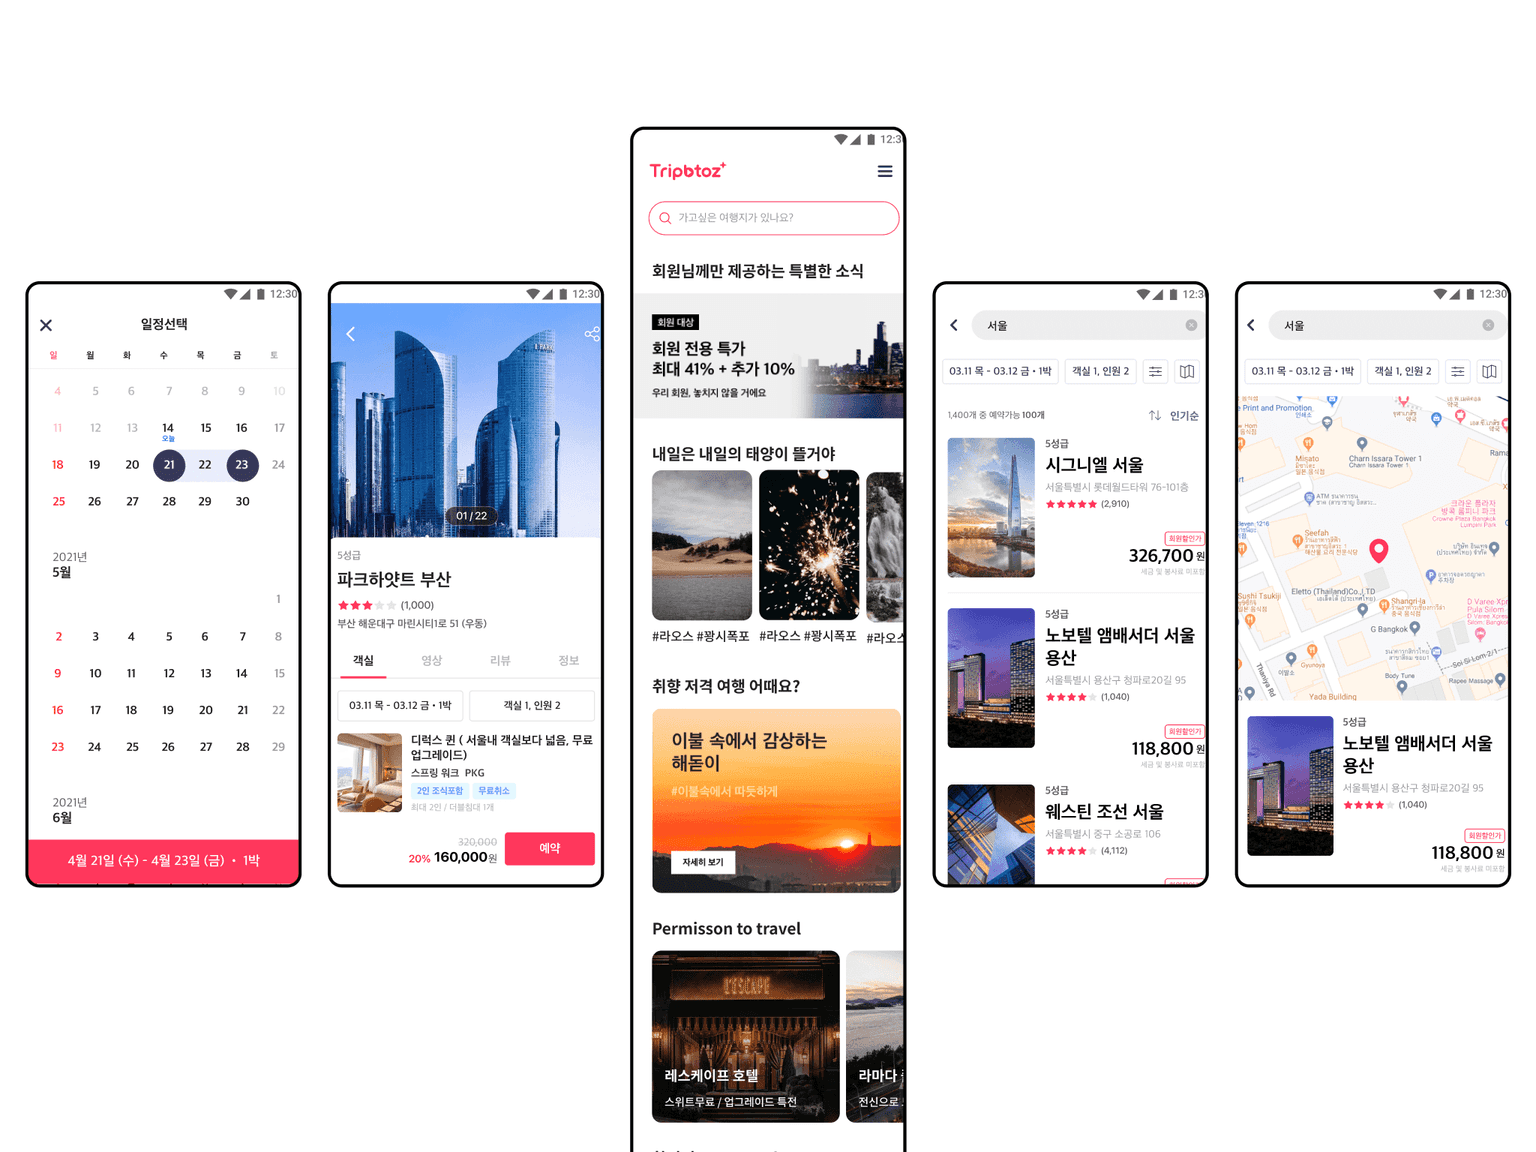 12:30
일정선택
일 월 화 수 목 금 토
4 5 6 7 8 9 10
11 12 13 14 15 16 17
오늘
18 19 20 21 22 23 24
25 26 27 28 29 30
2021년
5월
1
2 3 4 5 6 7 8
9 10 11 12 13 14 15
16 17 18 19 20 21 22
23 24 25 26 27 28 29
2021년
6월
4월 21일 (수) - 4월 23일 (금) • 1박
12:30
01 / 22
5성급
파크하얏트 부산
(1,000)
부산 해운대구 마린시티1로 51 (우동)
객실 영상 리뷰 정보
03.11 목 - 03.12 금 • 1박
객실 1, 인원 2
디럭스 퀸 ( 서울내 객실보다 넓음, 무료
업그레이드)
스프링 워크 PKG
2인 조식포함 무료취소
최대 2인 / 더블침대 1개
320,000
20% 160,000원
예약
12:30
Tripbtoz+
가고싶은 여행지가 있나요?
회원님께만 제공하는 특별한 소식
회원 대상
회원 전용 특가
최대 41% + 추가 10%
우리 회원, 놓치지 않을 거에요
내일은 내일의 태양이 뜰거야
#라오스 #꽝시폭포 #라오스 #꽝시폭포 #라오스
취향 저격 여행 어때요?
이불 속에서 감상하는
해돋이
#이불속에서 따듯하게
자세히 보기
Permisson to travel
L'ESCAPE
레스케이프 호텔
스위트무료 / 업그레이드 특전
라마다
전신으로
12:30
서울
03.11 목 - 03.12 금 • 1박
객실 1, 인원 2
1,400개 중 예약가능 100개
인기순
5성급
시그니엘 서울
서울특별시 롯데월드타워 76-101층
(2,910)
회원할인가
326,700 원
세금 및 봉사료 미포함
5성급
노보텔 앰배서더 서울
용산
서울특별시 용산구 청파로20길 95
(1,040)
회원할인가
118,800 원
세금 및 봉사료 미포함
5성급
웨스틴 조선 서울
서울특별시 중구 소공로 106
(4,112)
12:30
서울
03.11 목 - 03.12 금 • 1박
객실 1, 인원 2
Print and Promotion
Misato
Charn Issara Tower 1
Charn Issara Tower 1
Seefah
Crowne Plaza Bangkok
Lumpini Park
Eletto (Thailand)Co.,LTD
Sushi Tsukiji
Shangri-la
D Varee Xpr
Pula Silom
G Bangkok
Soi Si Lom 2/1
Gyunoya
Thaniya Rd
Body Tune
Rapee Massage
Yada Building
5성급
노보텔 앰배서더 서울
용산
서울특별시 용산구 청파로20길 95
(1,040)
회원할인가
118,800 원
세금 및 봉사료 미포함